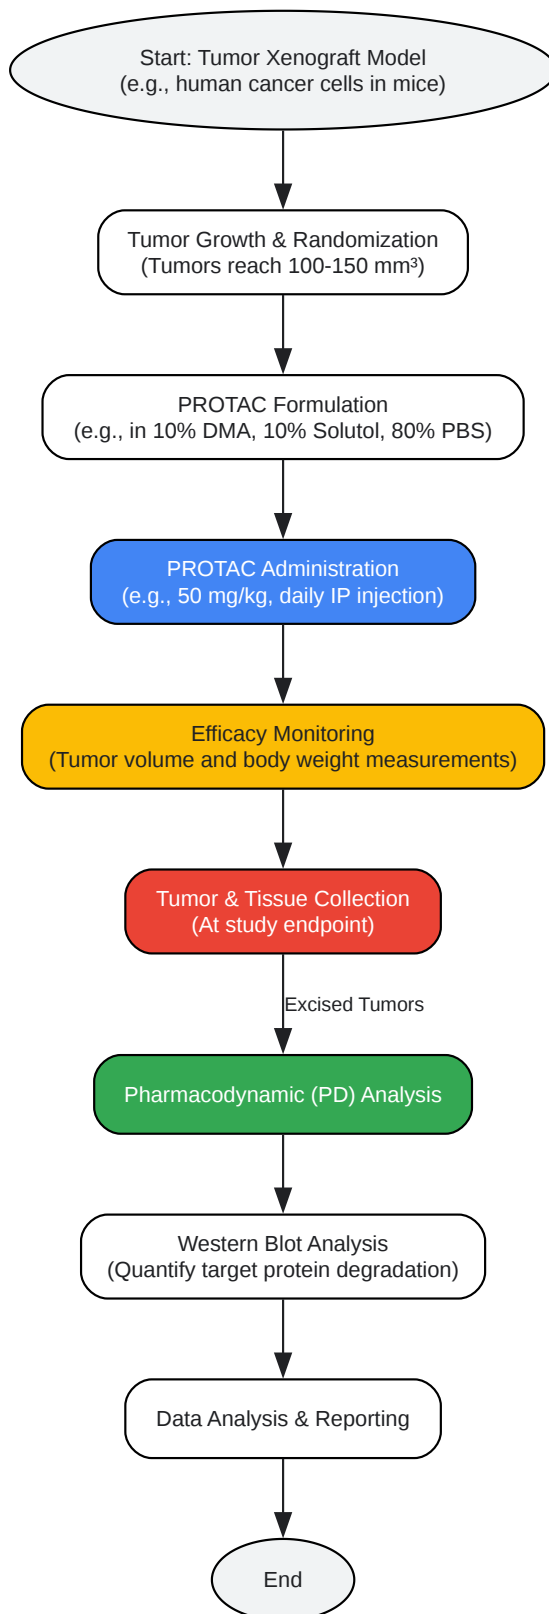 Start: Tumor Xenograft Model
(e.g., human cancer cells in mice)
Tumor Growth & Randomization
(Tumors reach 100-150 mm³)
PROTAC Formulation
(e.g., in 10% DMA, 10% Solutol, 80% PBS)
PROTAC Administration
(e.g., 50 mg/kg, daily IP injection)
Efficacy Monitoring
(Tumor volume and body weight measurements)
Tumor & Tissue Collection
(At study endpoint)
Excised Tumors
Pharmacodynamic (PD) Analysis
Western Blot Analysis
(Quantify target protein degradation)
Data Analysis & Reporting
End